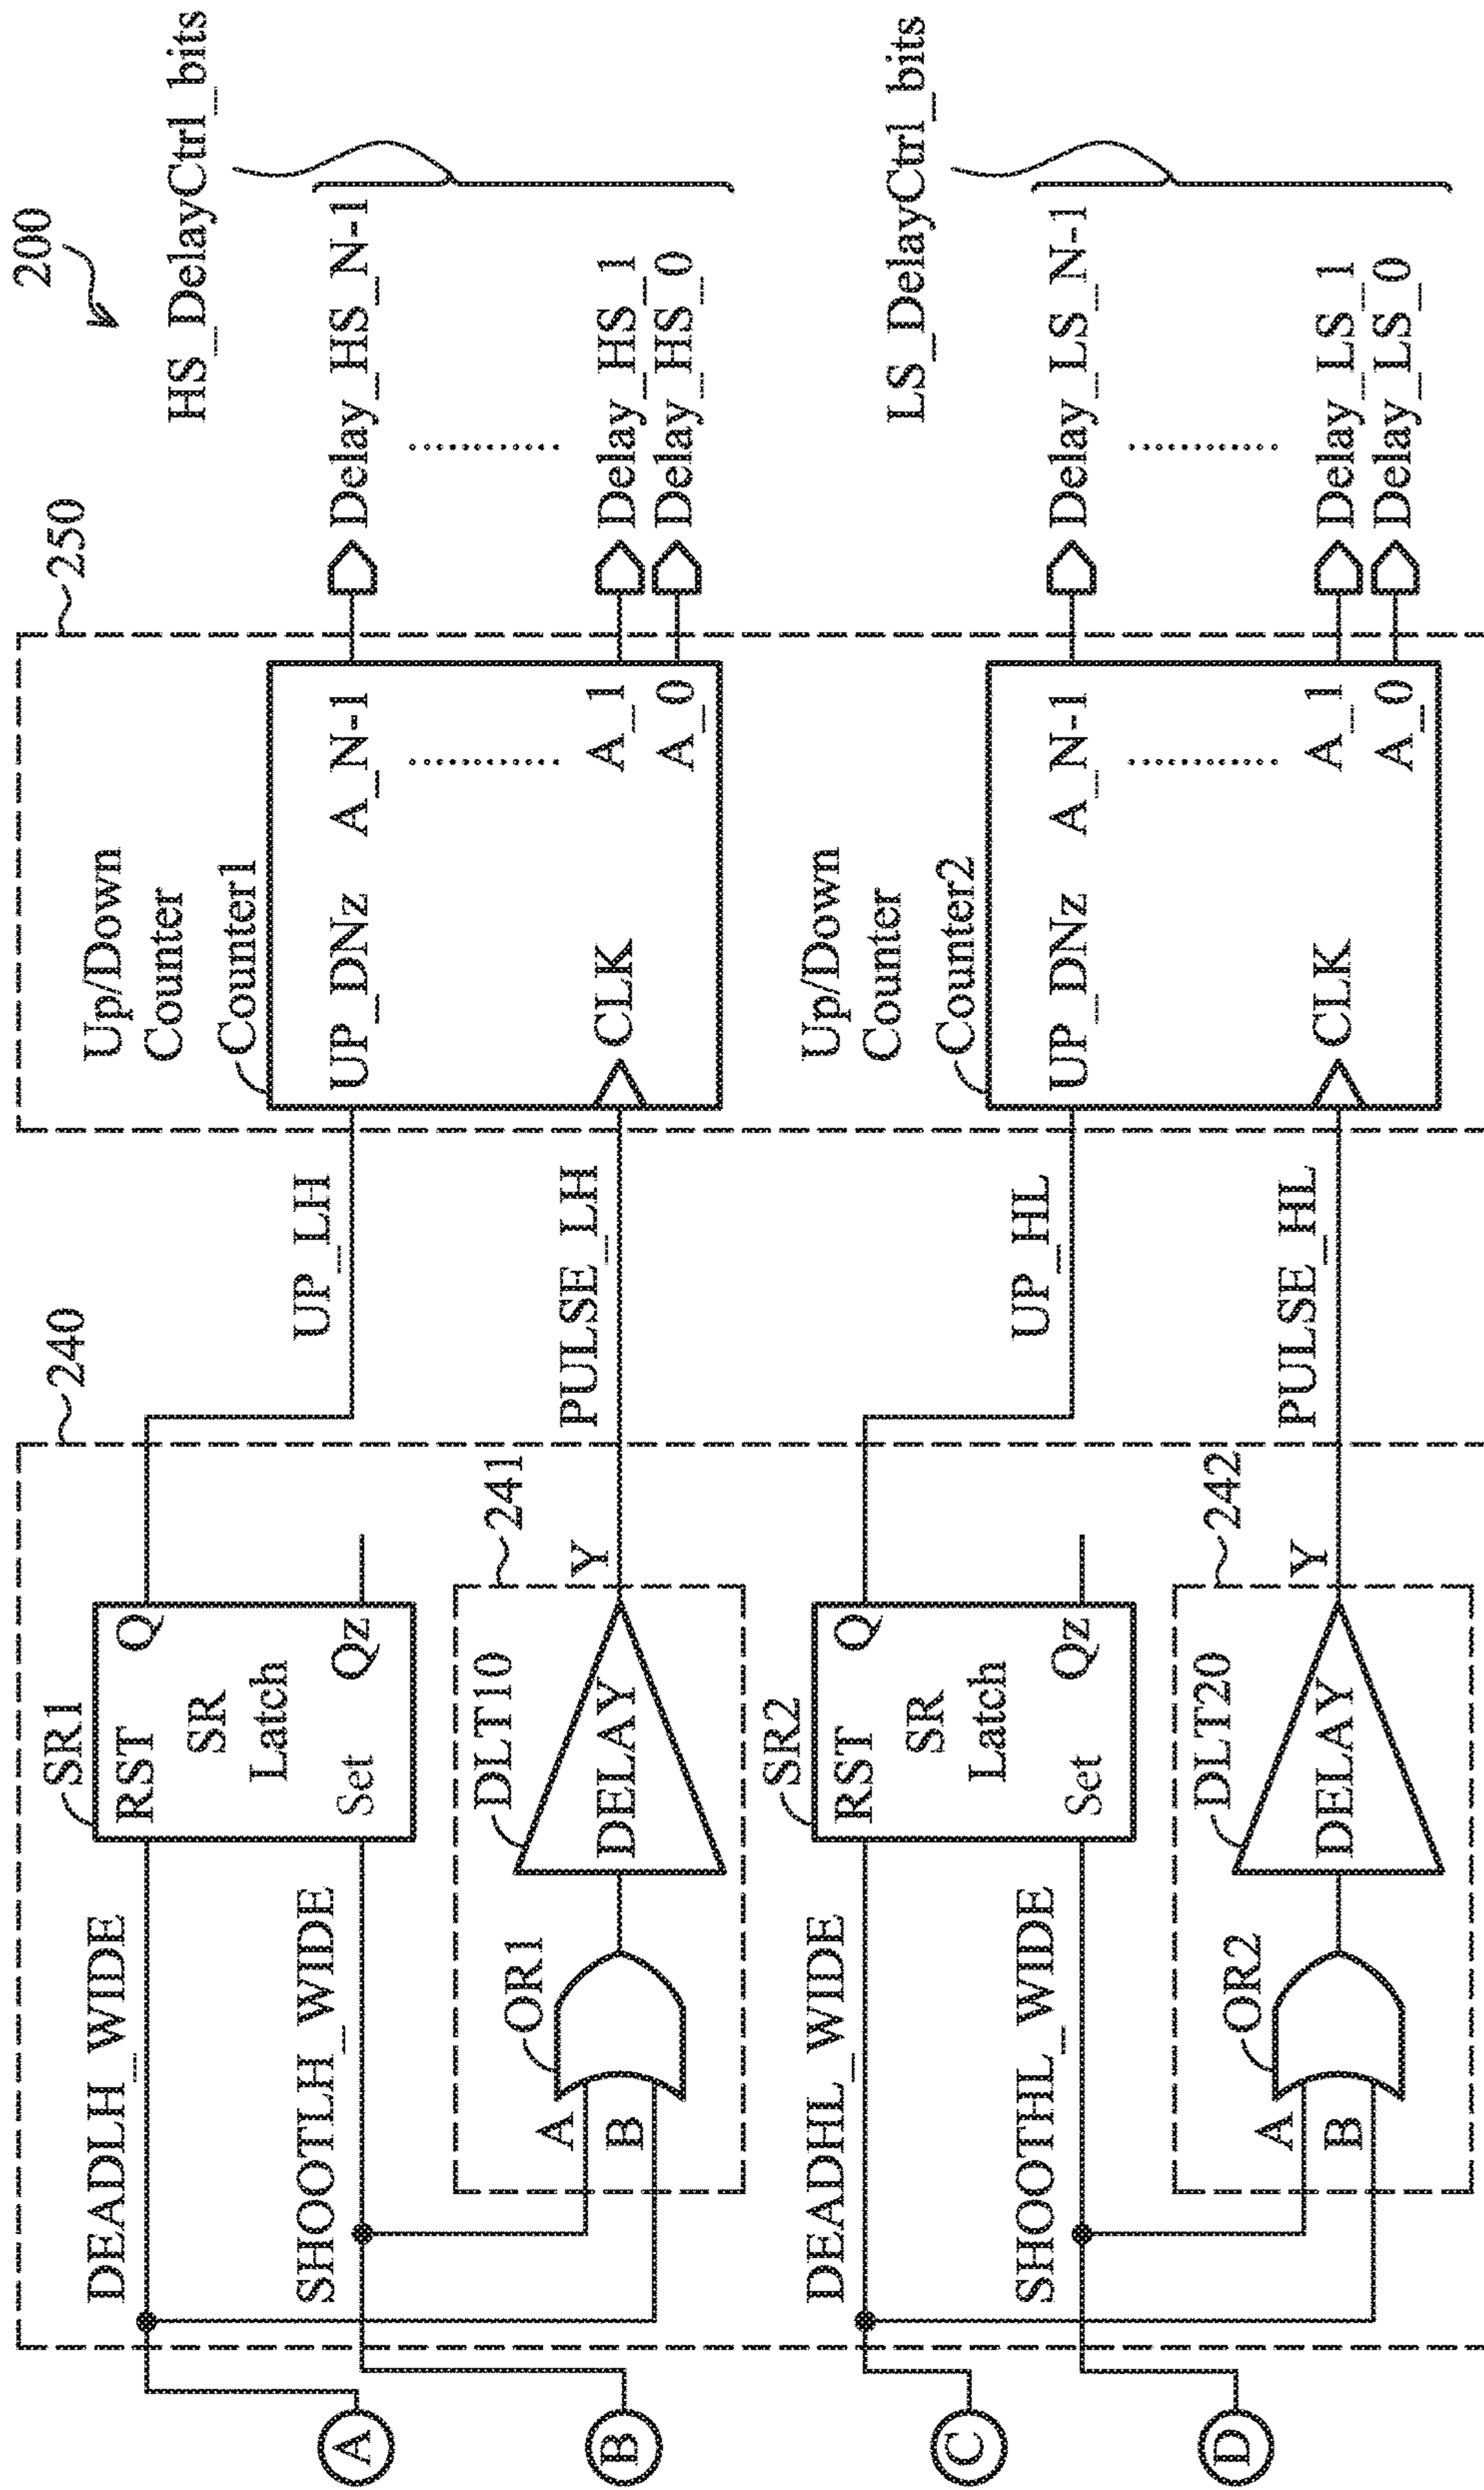 200
240
250
DEADLH_WIDE
SR1
RST
Q
SR
Latch
SHOOTLH_WIDE
Set
Qz
UP_LH
Up/Down
Counter
Counter1
UP_DNz
A_N-1
Delay_HS_N-1
HS_DelayCtrl_bits
A
B
241
OR1
A
B
DLT10
DELAY
Y
PULSE_LH
CLK
A_1
A_0
Delay_HS_1
Delay_HS_0
DEADHL_WIDE
SR2
RST
Q
SR
Latch
SHOOTHL_WIDE
Set
Qz
UP_HL
Up/Down
Counter
Counter2
UP_DNz
A_N-1
Delay_LS_N-1
LS_DelayCtrl_bits
C
D
242
OR2
A
B
DLT20
DELAY
Y
PULSE_HL
CLK
A_1
A_0
Delay_LS_1
Delay_LS_0